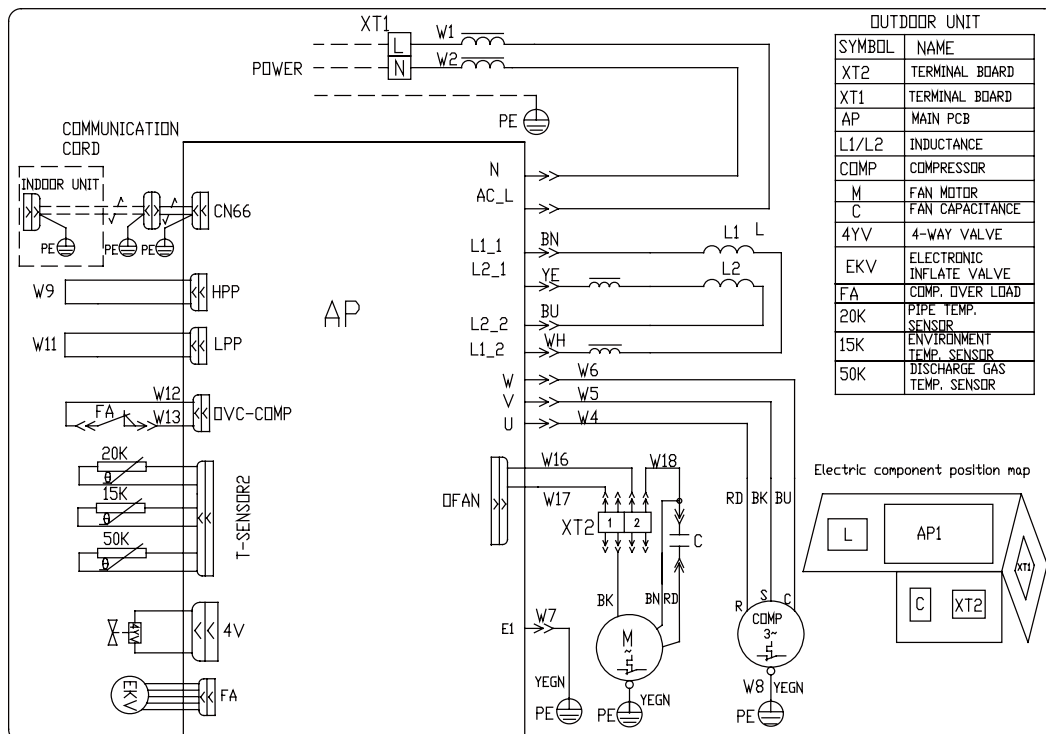 XT1
L
W1
N
W2
POWER
PE
COMMUNICATION
CORD
INDOOR UNIT
PE
PE
PE
CN66
W9
HPP
W11
LPP
W12
FA
W13
OVC-COMP
20K
θ
15K
θ
50K
θ
T-SENSOR2
4V
EKV
FA
AP
N
AC_L
L1_1
BN
L1
L
L2_1
YE
L2
L2_2
BU
L1_2
WH
W
W6
V
W5
U
W4
OFAN
W16
W17
W18
XT2
1
2
C
BK
BN
RD
M
~
YEGN
PE
E1
W7
YEGN
PE
RD
BK
BU
R
S
C
COMP
3~
W8
YEGN
PE
OUTDOOR UNIT
SYMBOL NAME
XT2 TERMINAL BOARD
XT1 TERMINAL BOARD
AP MAIN PCB
L1/L2 INDUCTANCE
COMP COMPRESSOR
M FAN MOTOR
C FAN CAPACITANCE
4YV 4-WAY VALVE
EKV ELECTRONIC
INFLATE VALVE
FA COMP. OVER LOAD
20K PIPE TEMP.
SENSOR
15K ENVIRONMENT
TEMP. SENSOR
50K DISCHARGE GAS
TEMP. SENSOR
Electric component position map
L
AP1
XT1
C
XT2